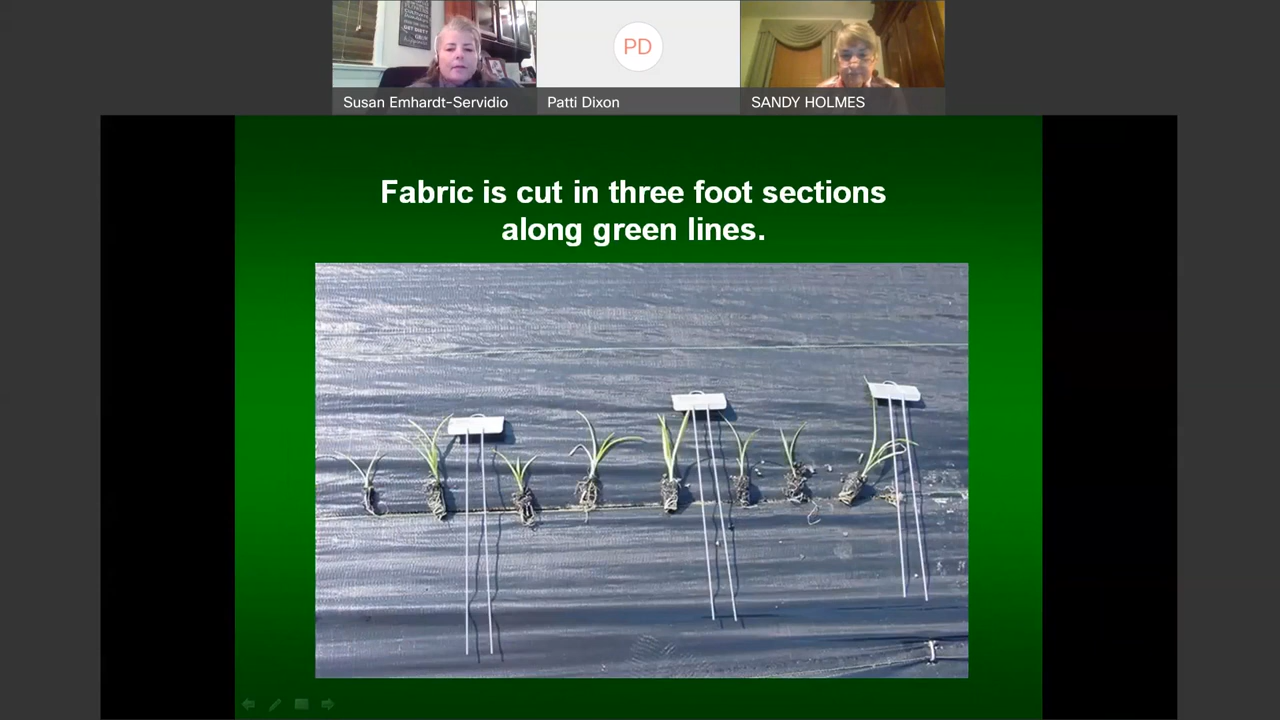 PD
Susan Emhardt-Servidio
Patti Dixon
SANDY HOLMES
Fabric is cut in three foot sections
along green lines.